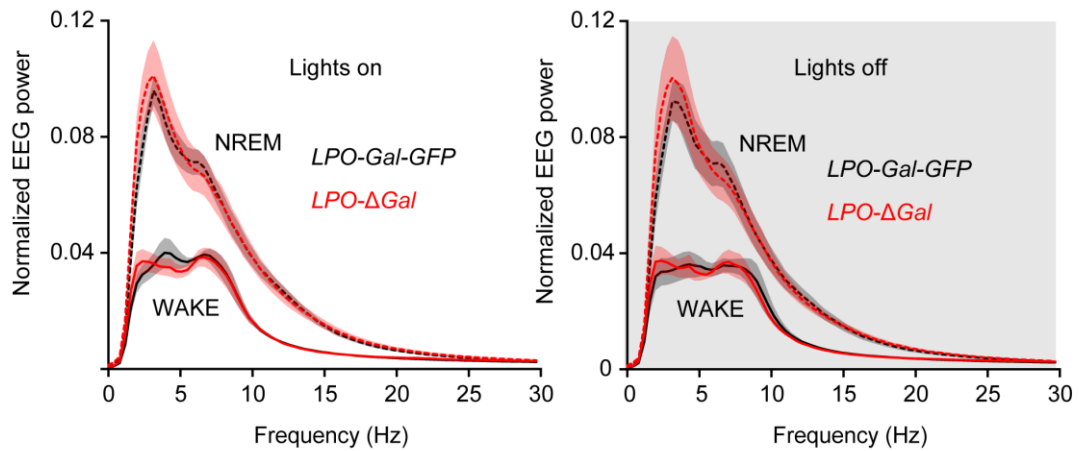 0.12
0.08
0.04
Normalized EEG power
Lights on
NREM
LPO-Gal-GFP
LPO-ΔGal
WAKE
0 5 10 15 20 25 30
Frequency (Hz)
0.12
0.08
0.04
0
Normalized EEG power
Lights off
NREM
LPO-Gal-GFP
LPO-ΔGal
WAKE
0 5 10 15 20 25 30
Frequency (Hz)